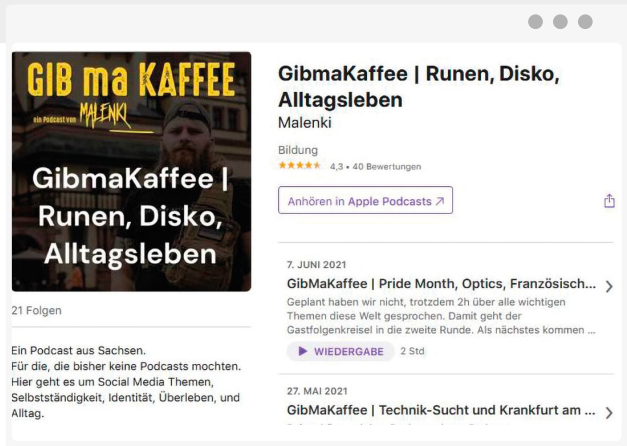 GIB ma KAFFEE
ein Podcast von MALENKI
GibmaKaffee |
Runen, Disko,
Alltagsleben
21 Folgen
Ein Podcast aus Sachsen.
Für die, die bisher keine Podcasts mochten.
Hier geht es um Social Media Themen,
Selbstständigkeit, Identität, Überleben, und
Alltag.
GibmaKaffee | Runen, Disko,
Alltagsleben
Malenki
Bildung
4,3 • 40 Bewertungen
Anhören in Apple Podcasts ↗
7. JUNI 2021
GibMaKaffee | Pride Month, Optics, Französisch...
Geplant haben wir nicht, trotzdem 2h über alle wichtigen
Themen diese Welt gesprochen. Damit geht der
Gastfolgenkreisel in die zweite Runde. Als nächstes kommen ...
WIEDERGABE 2 Std
27. MAI 2021
GibMaKaffee | Technik-Sucht und Krankfurt am ...